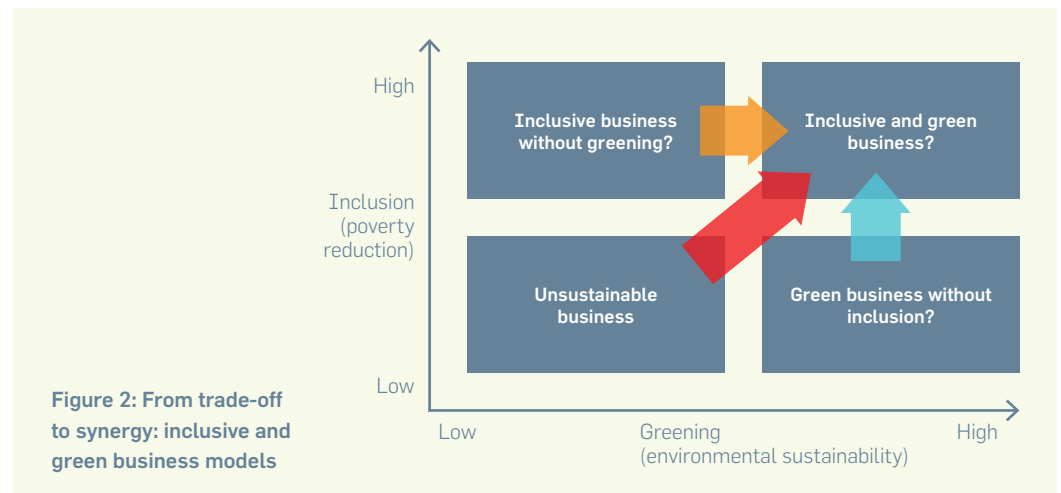 High
Inclusive business
without greening?
Inclusive and green
business?
Inclusion
(poverty
reduction)
Unsustainable
business
Green business without
inclusion?
Low
Low
Greening
(environmental sustainability)
High
Figure 2: From trade-off
to synergy: inclusive and
green business models